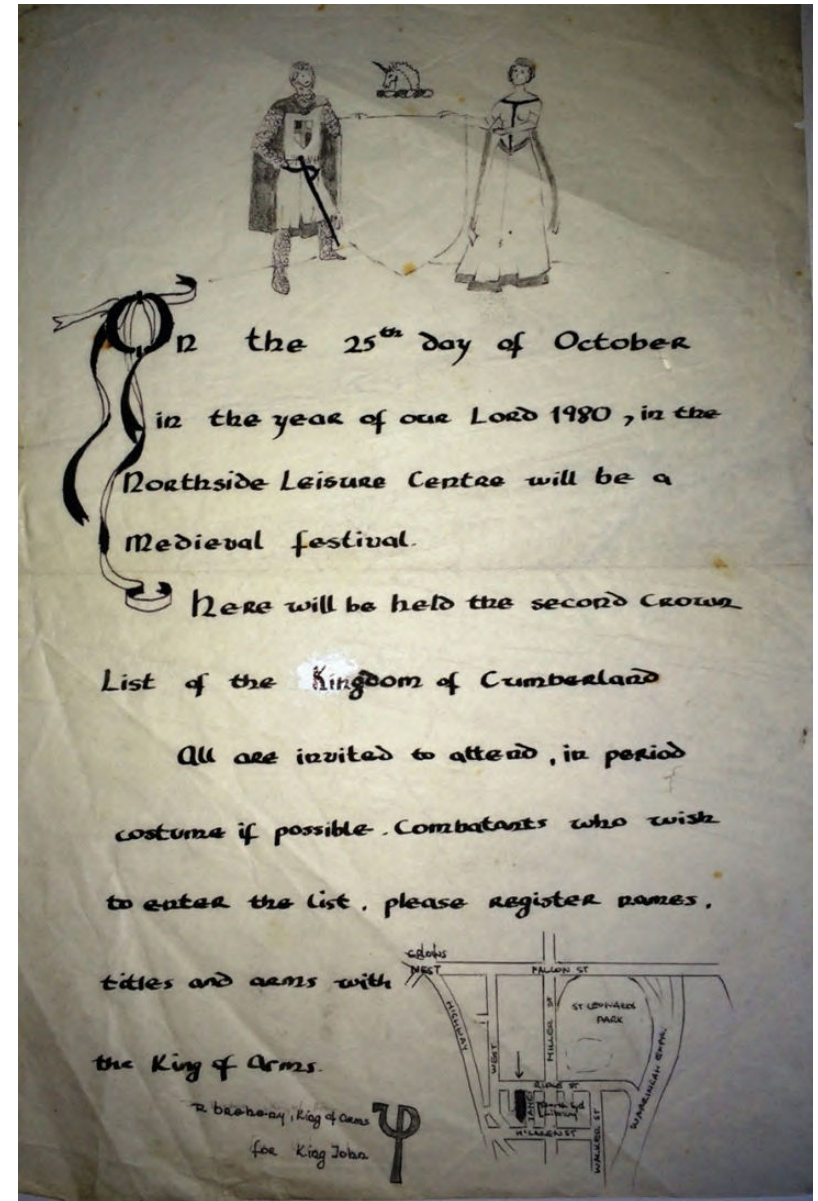 On the 25th day of October
in the year of our Lord 1980, in the
Northside Leisure Centre will be a
Medieval festival.
Here will be held the second Crown
List of the Kingdom of Cumberland
All are invited to attend, in period
costume if possible. Combatants who wish
to enter the list, please register names,
titles and arms with
the King of Arms.
King of Arms
for King John
CROWS
NEST
FALCON ST
HIGHWAY
WEST
MILLER ST
ST LEONARDS
PARK
RIDGE ST
Library
McLAREN ST
WALKER ST